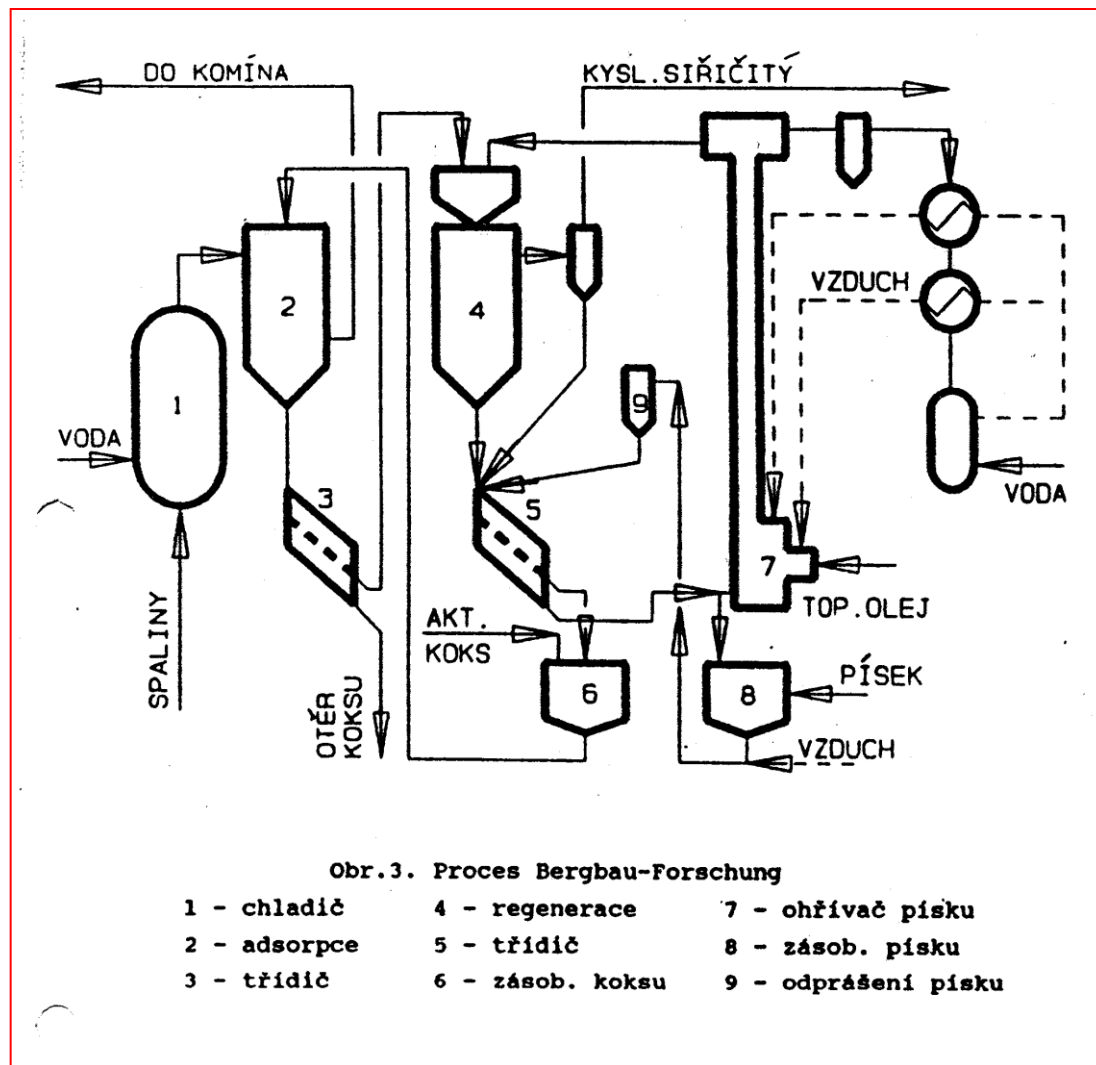 DO KOMÍNA
KYSL.SIŘIČITÝ
VZDUCH
2
4
1
9
VODA
VODA
3
5
7
TOP.OLEJ
SPALINY
OTĚR
KOKSU
AKT.
KOKS
6
8
PÍSEK
VZDUCH
Obr.3. Proces Bergbau-Forschung
1 - chladič
4 - regenerace
7 - ohřívač písku
2 - adsorpce
5 - třídič
8 - zásob. písku
3 - třídič
6 - zásob. koksu
9 - odprášení písku